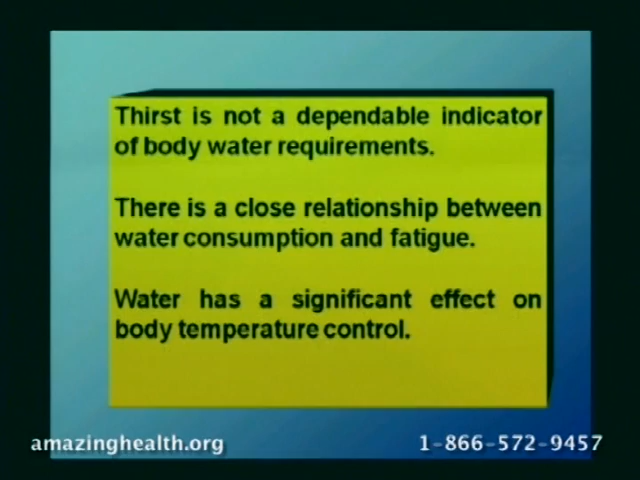 Thirst is not a dependable indicator
of body water requirements.
There is a close relationship between
water consumption and fatigue.
Water has a significant effect on
body temperature control.
amazinghealth.org
1-866-572-9457